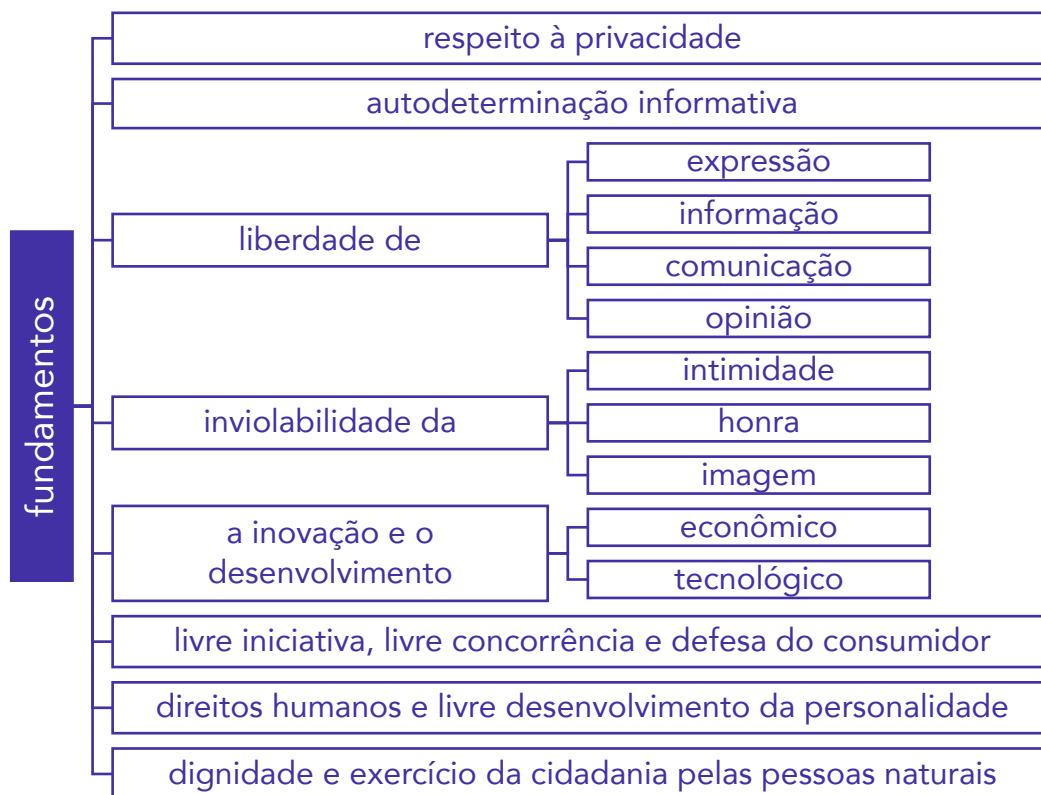 fundamentos
respeito à privacidade
autodeterminação informativa
liberdade de
expressão
informação
comunicação
opinião
inviolabilidade da
intimidade
honra
imagem
a inovação e o
desenvolvimento
econômico
tecnológico
livre iniciativa, livre concorrência e defesa do consumidor
direitos humanos e livre desenvolvimento da personalidade
dignidade e exercício da cidadania pelas pessoas naturais